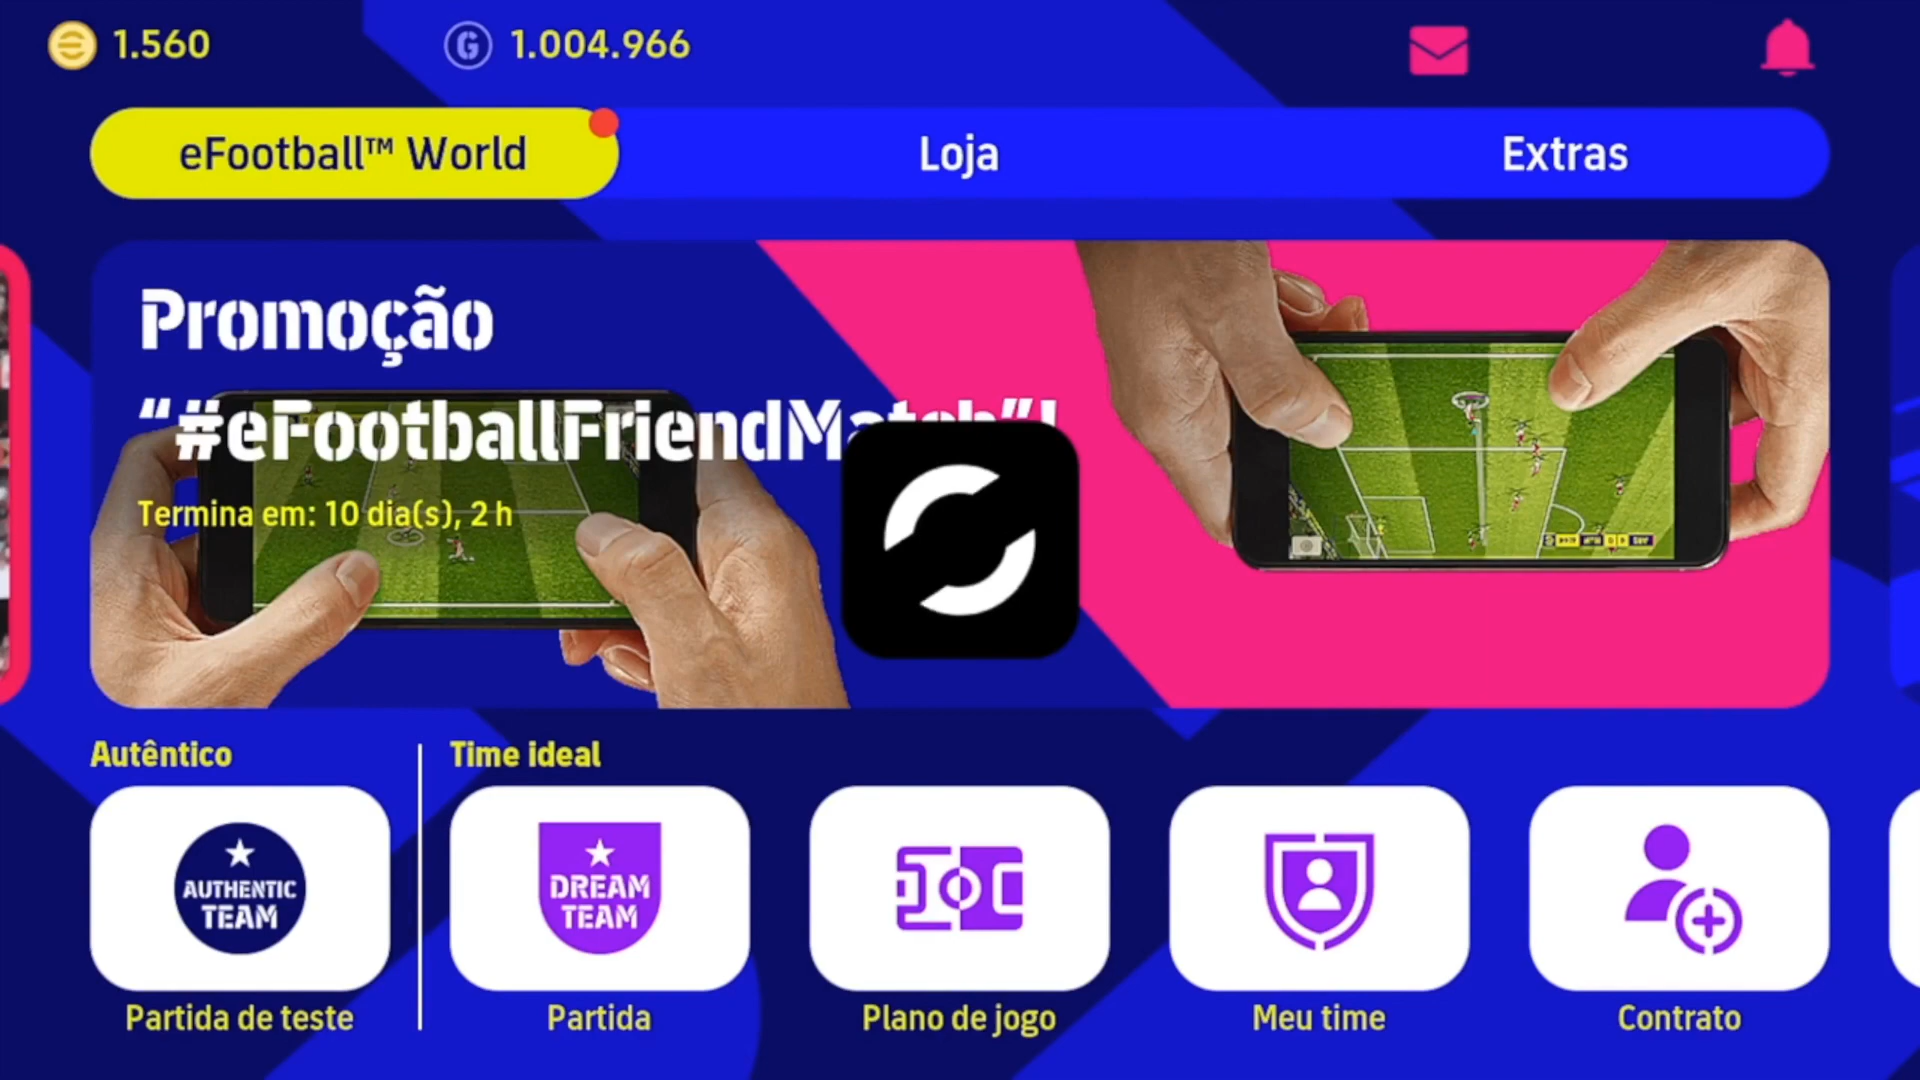 1.560
1.004.966
eFootball™ World
Loja
Extras
Promoção
“#eFootballFriendMatch”!
Termina em: 10 dia(s), 2 h
Autêntico
Time ideal
AUTHENTIC
TEAM
DREAM
TEAM
Partida de teste
Partida
Plano de jogo
Meu time
Contrato